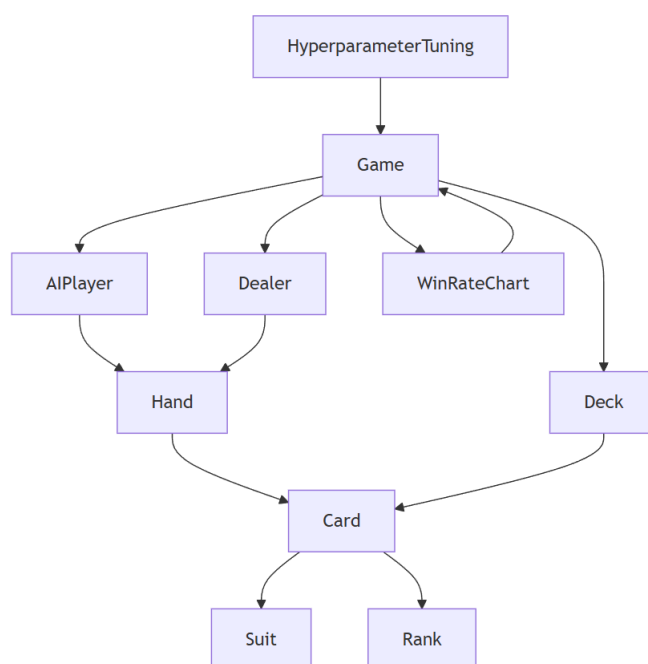 HyperparameterTuning
Game
AIPlayer
Dealer
WinRateChart
Hand
Deck
Card
Suit
Rank